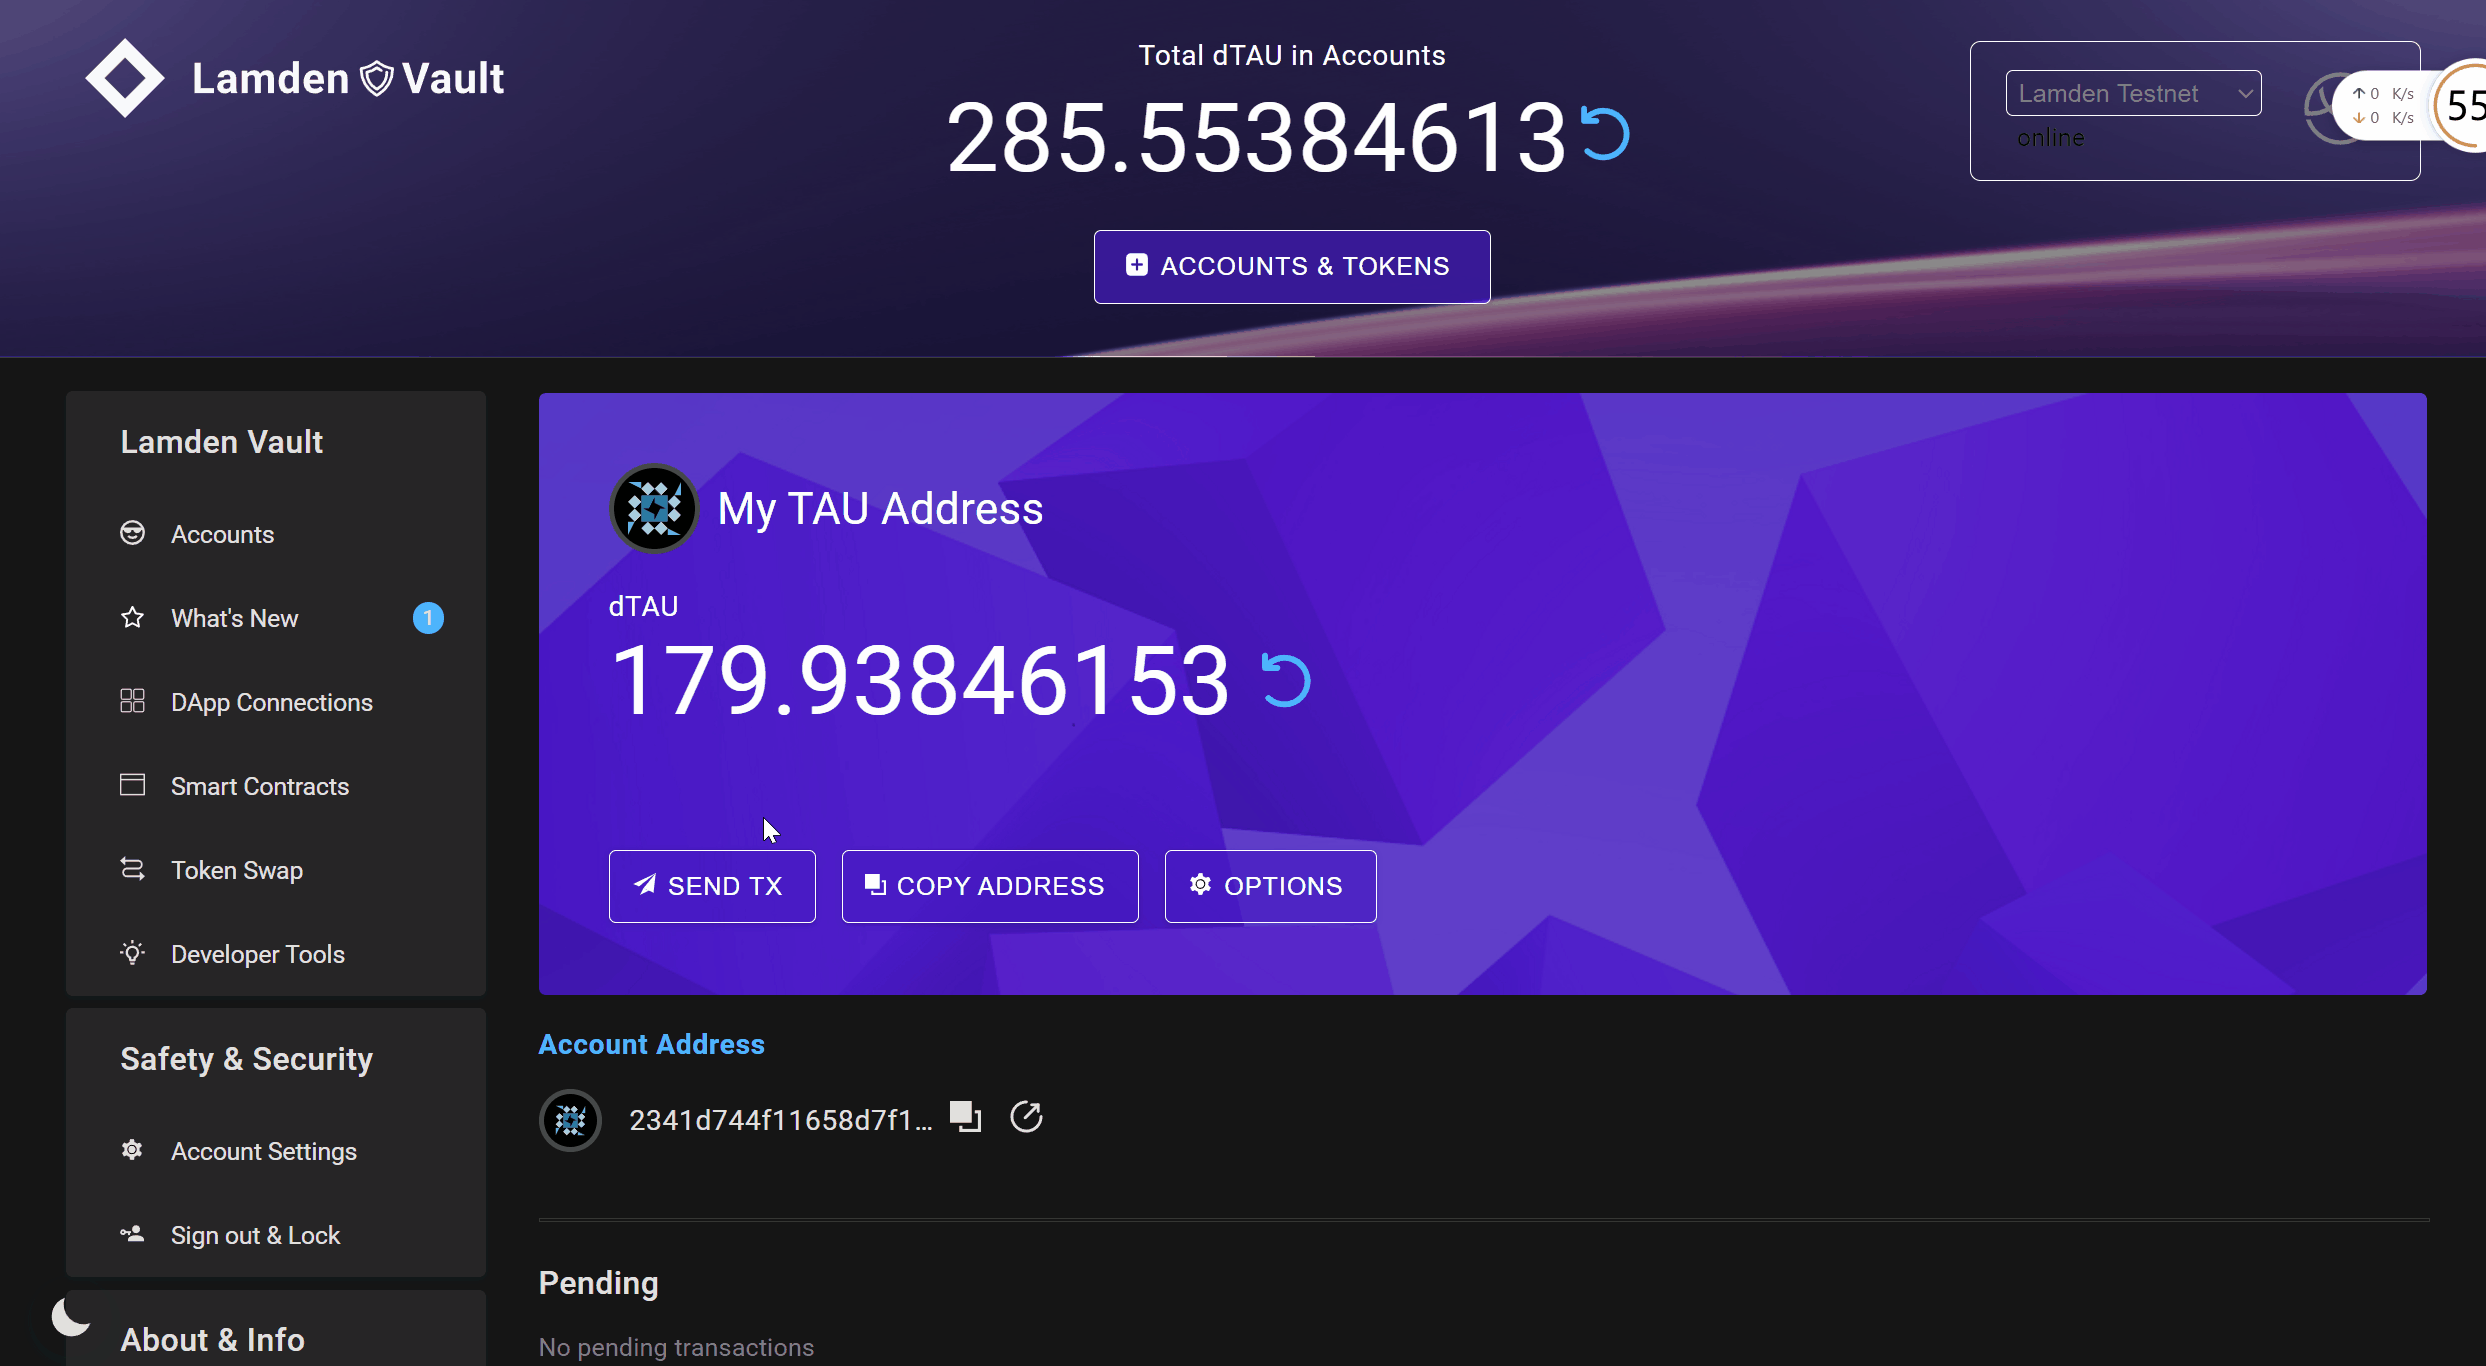 Lamden Vault
Total dTAU in Accounts
285.55384613
ACCOUNTS & TOKENS
Lamden Testnet
online
0 K/s
0 K/s
55
Lamden Vault
Accounts
What's New
1
DApp Connections
Smart Contracts
Token Swap
Developer Tools
Safety & Security
Account Settings
Sign out & Lock
About & Info
My TAU Address
dTAU
179.93846153
SEND TX
COPY ADDRESS
OPTIONS
Account Address
2341d744f11658d7f1...
Pending
No pending transactions